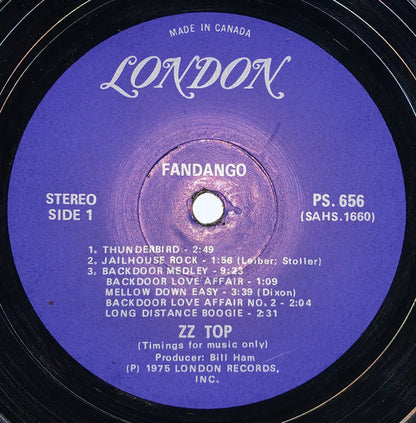 MADE IN CANADA
LONDON
FANDANGO
STEREO
SIDE 1
PS. 656
(SAHS.1660)
1. THUNDERBIRD - 2:49
2. JAILHOUSE ROCK - 1:56 (Leiber; Stoller)
3. BACKDOOR MEDLEY - 9:23
BACKDOOR LOVE AFFAIR - 1:09
MELLOW DOWN EASY - 3:39 (Dixon)
BACKDOOR LOVE AFFAIR NO. 2 - 2:04
LONG DISTANCE BOOGIE - 2:31
ZZ TOP
(Timings for music only)
Producer: Bill Ham
(P) 1975 LONDON RECORDS,
INC.